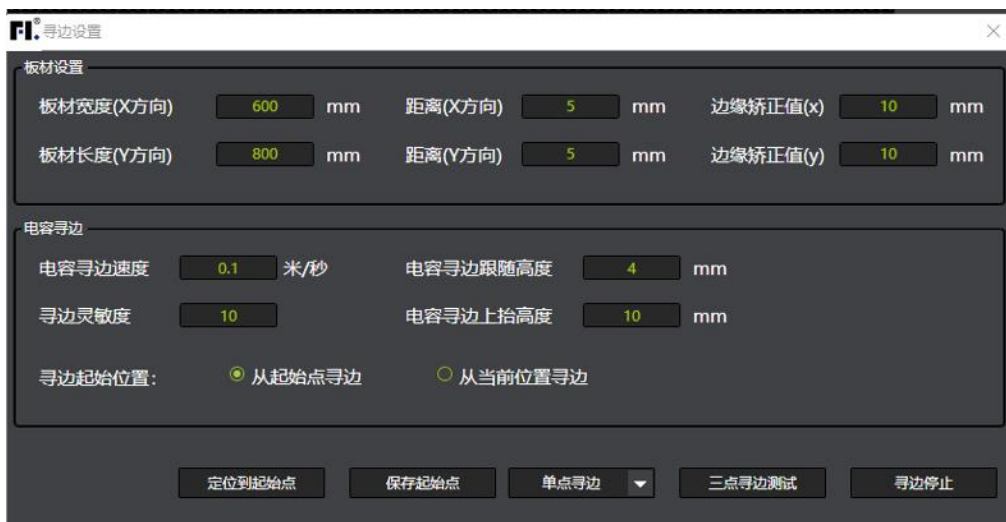 FI.® 寻边设置
板材设置
板材宽度(X方向) 600 mm 距离(X方向) 5 mm 边缘矫正值(x) 10 mm
板材长度(Y方向) 800 mm 距离(Y方向) 5 mm 边缘矫正值(y) 10 mm
电容寻边
电容寻边速度 0.1 米/秒 电容寻边跟随高度 4 mm
寻边灵敏度 10 电容寻边上抬高度 10 mm
寻边起始位置: 从起始点寻边 从当前位置寻边
定位到起始点 保存起始点 单点寻边 三点寻边测试 寻边停止